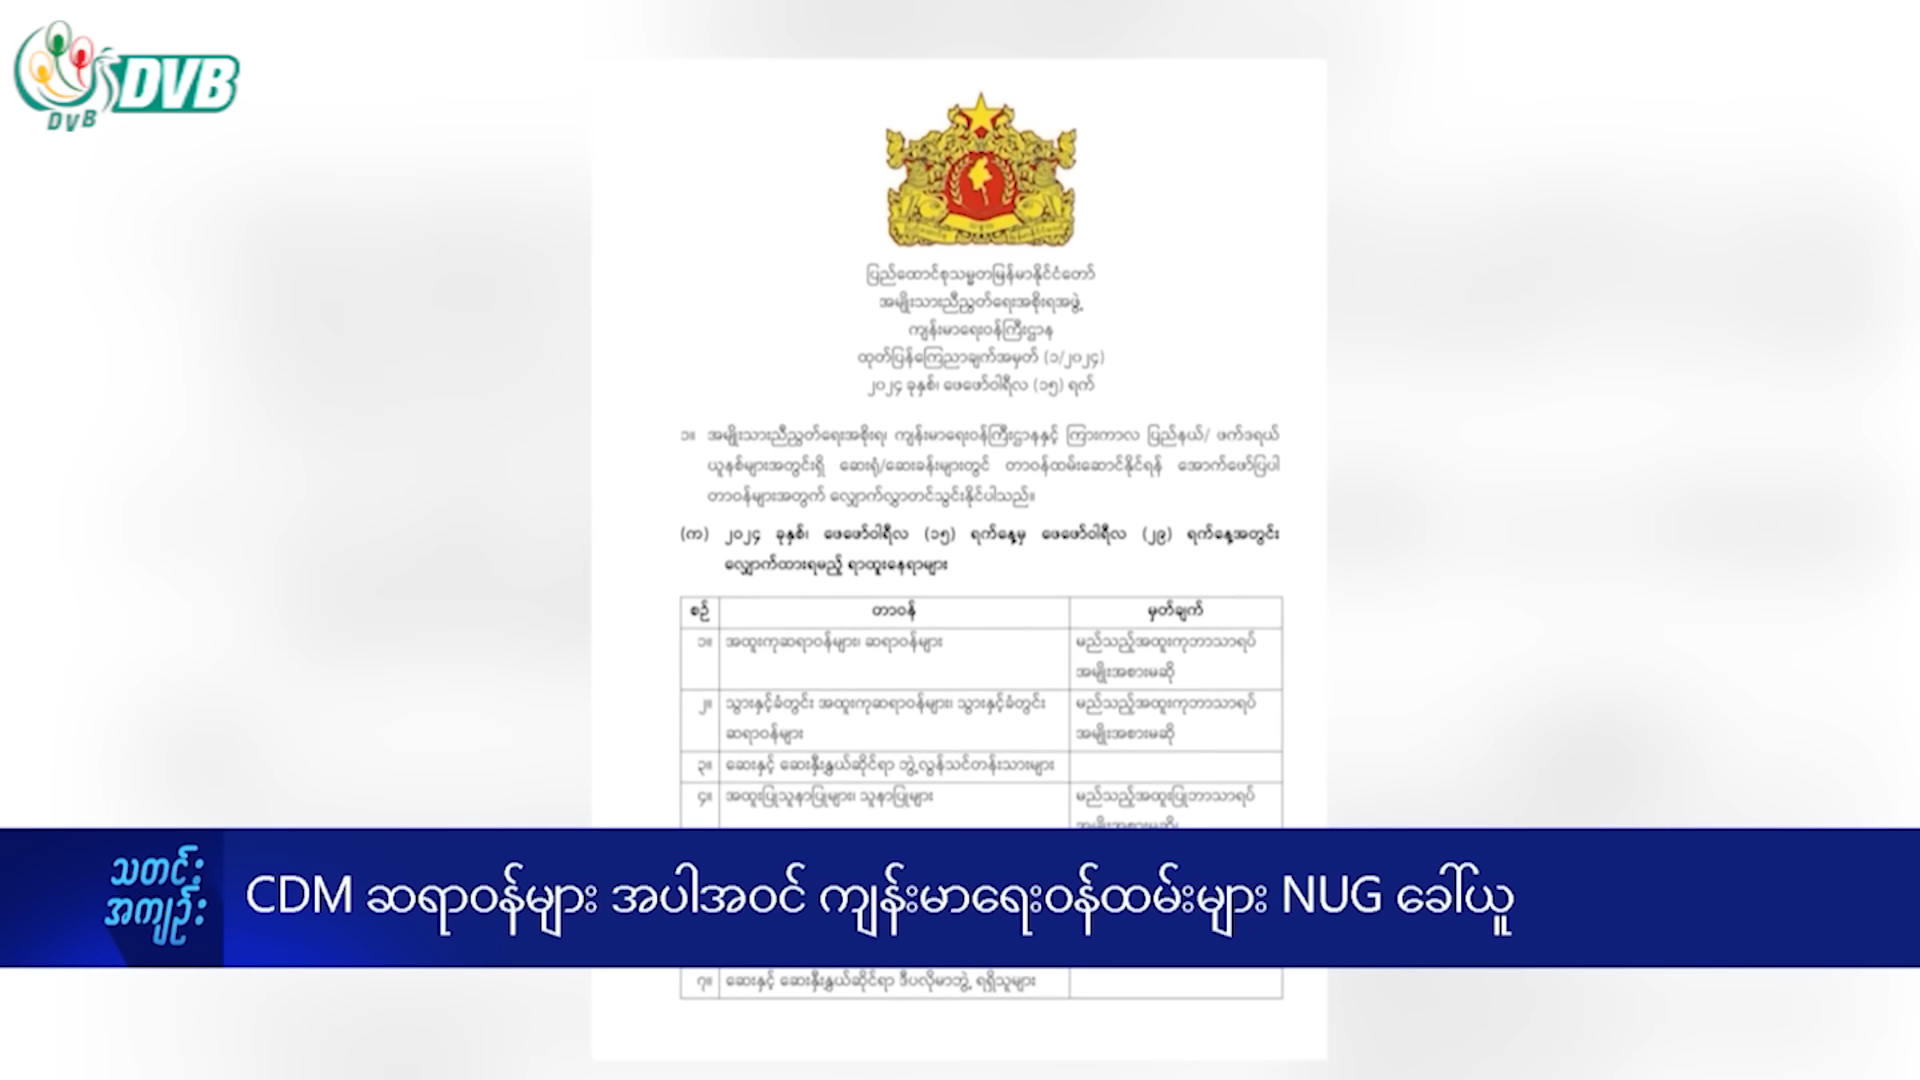 DVB
DVB
ပြည်ထောင်စုသမ္မတမြန်မာနိုင်ငံတော်
အမျိုးသားညီညွတ်ရေးအစိုးရအဖွဲ့
ကျန်းမာရေးဝန်ကြီးဌာန
ထုတ်ပြန်ကြေညာချက်အမှတ် (၁/၂၀၂၄)
၂၀၂၄ ခုနှစ်၊ ဖေဖော်ဝါရီလ (၁၅) ရက်
၁။ အမျိုးသားညီညွတ်ရေးအစိုးရ၊ ကျန်းမာရေးဝန်ကြီးဌာနနှင့် ကြားကာလ ပြည်နယ်/ ဖက်ဒရယ်
ယူနစ်များအတွင်းရှိ ဆေးရုံ/ဆေးခန်းများတွင် တာဝန်ထမ်းဆောင်နိုင်ရန် အောက်ဖော်ပြပါ
တာဝန်များအတွက် လျှောက်လွှာတင်သွင်းနိုင်ပါသည်။
(က) ၂၀၂၄ ခုနှစ်၊ ဖေဖော်ဝါရီလ (၁၅) ရက်နေ့မှ ဖေဖော်ဝါရီလ (၂၉) ရက်နေ့အတွင်း
လျှောက်ထားရမည့် ရာထူးနေရာများ
စဉ် တာဝန် မှတ်ချက်
၁။ အထူးကုဆရာဝန်များ၊ ဆရာဝန်များ မည်သည့်အထူးကုဘာသာရပ်
အမျိုးအစားမဆို
၂။ သွားနှင့်ခံတွင်း အထူးကုဆရာဝန်များ၊ သွားနှင့်ခံတွင်း မည်သည့်အထူးကုဘာသာရပ်
ဆရာဝန်များ အမျိုးအစားမဆို
၃။ ဆေးနှင့် ဆေးနှီးနွှယ်ဆိုင်ရာ ဘွဲ့လွန်သင်တန်းသားများ
၄။ အထူးပြုသူနာပြုများ၊ သူနာပြုများ မည်သည့်အထူးပြုဘာသာရပ်
သတင်း
အကျဉ်း
CDM ဆရာဝန်များ အပါအဝင် ကျန်းမာရေးဝန်ထမ်းများ NUG ခေါ်ယူ
၇။ ဆေးနှင့် ဆေးနှီးနွှယ်ဆိုင်ရာ ဒီပလိုမာဘွဲ့ ရရှိသူများ